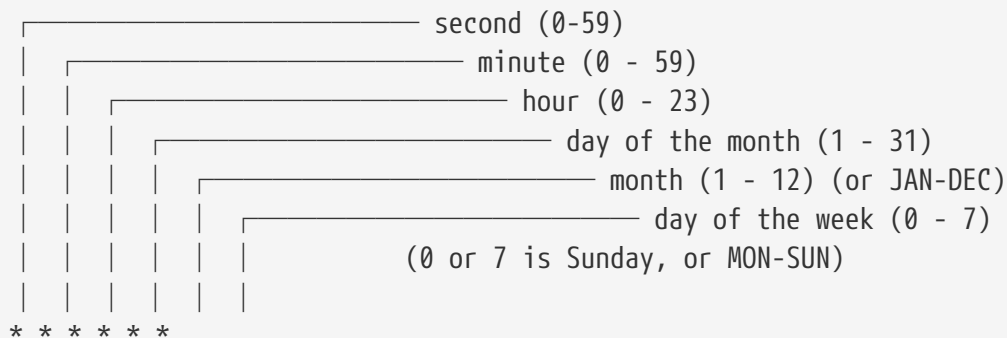 second (0-59)
minute (0 - 59)
hour (0 - 23)
day of the month (1 - 31)
month (1 - 12) (or JAN-DEC)
day of the week (0 - 7)
(0 or 7 is Sunday, or MON-SUN)
* * * * * *